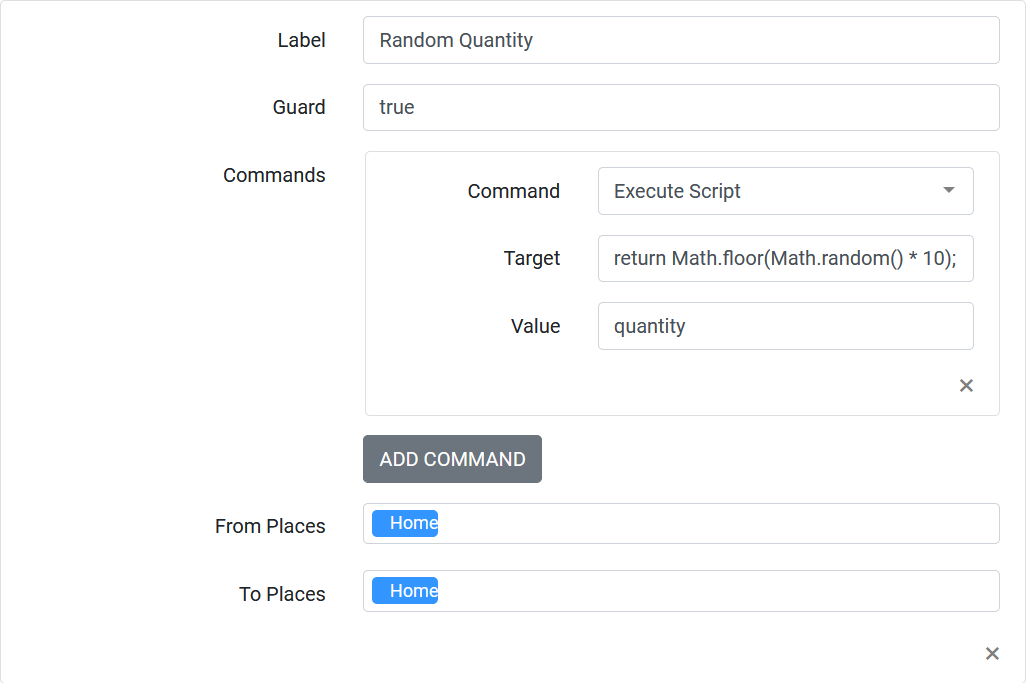 Label Random Quantity
Guard true
Commands
Command Execute Script
Target return Math.floor(Math.random() * 10);
Value quantity
ADD COMMAND
From Places Home
To Places Home